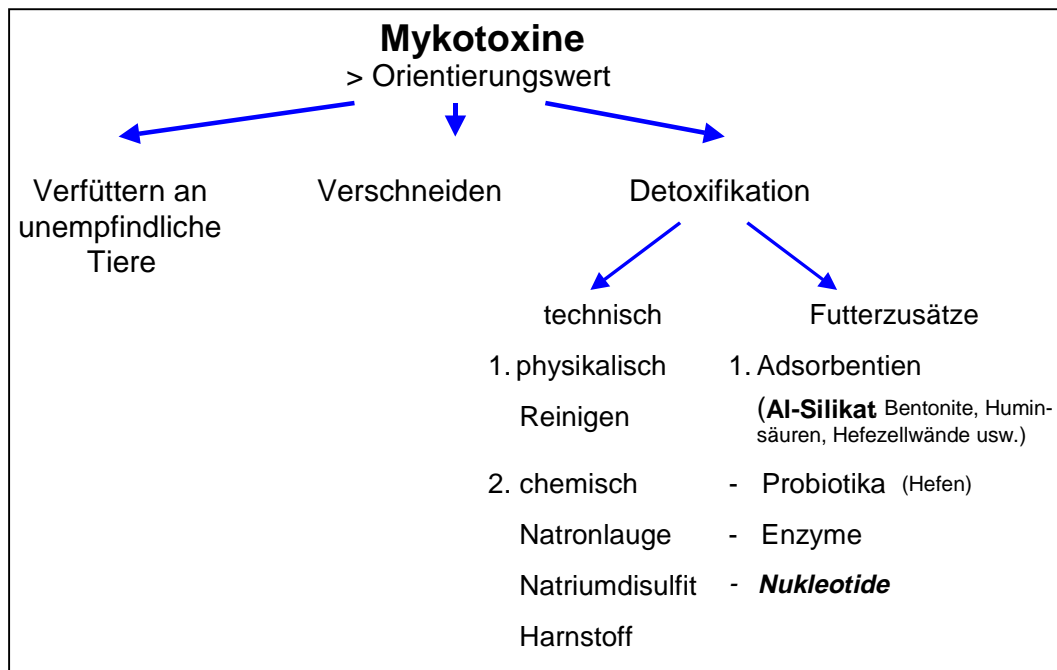 Mykotoxine
> Orientierungswert
Verfüttern an
unempfindliche
Tiere
Verschneiden
Detoxifikation
technisch
1. physikalisch
Reinigen
2. chemisch
Natronlauge
Natriumdisulfit
Harnstoff
Futterzusätze
1. Adsorbentien
(Al-Silikat, Bentonite, Humin-
säuren, Hefezellwände usw.)
- Probiotika (Hefen)
- Enzyme
- Nukleotide